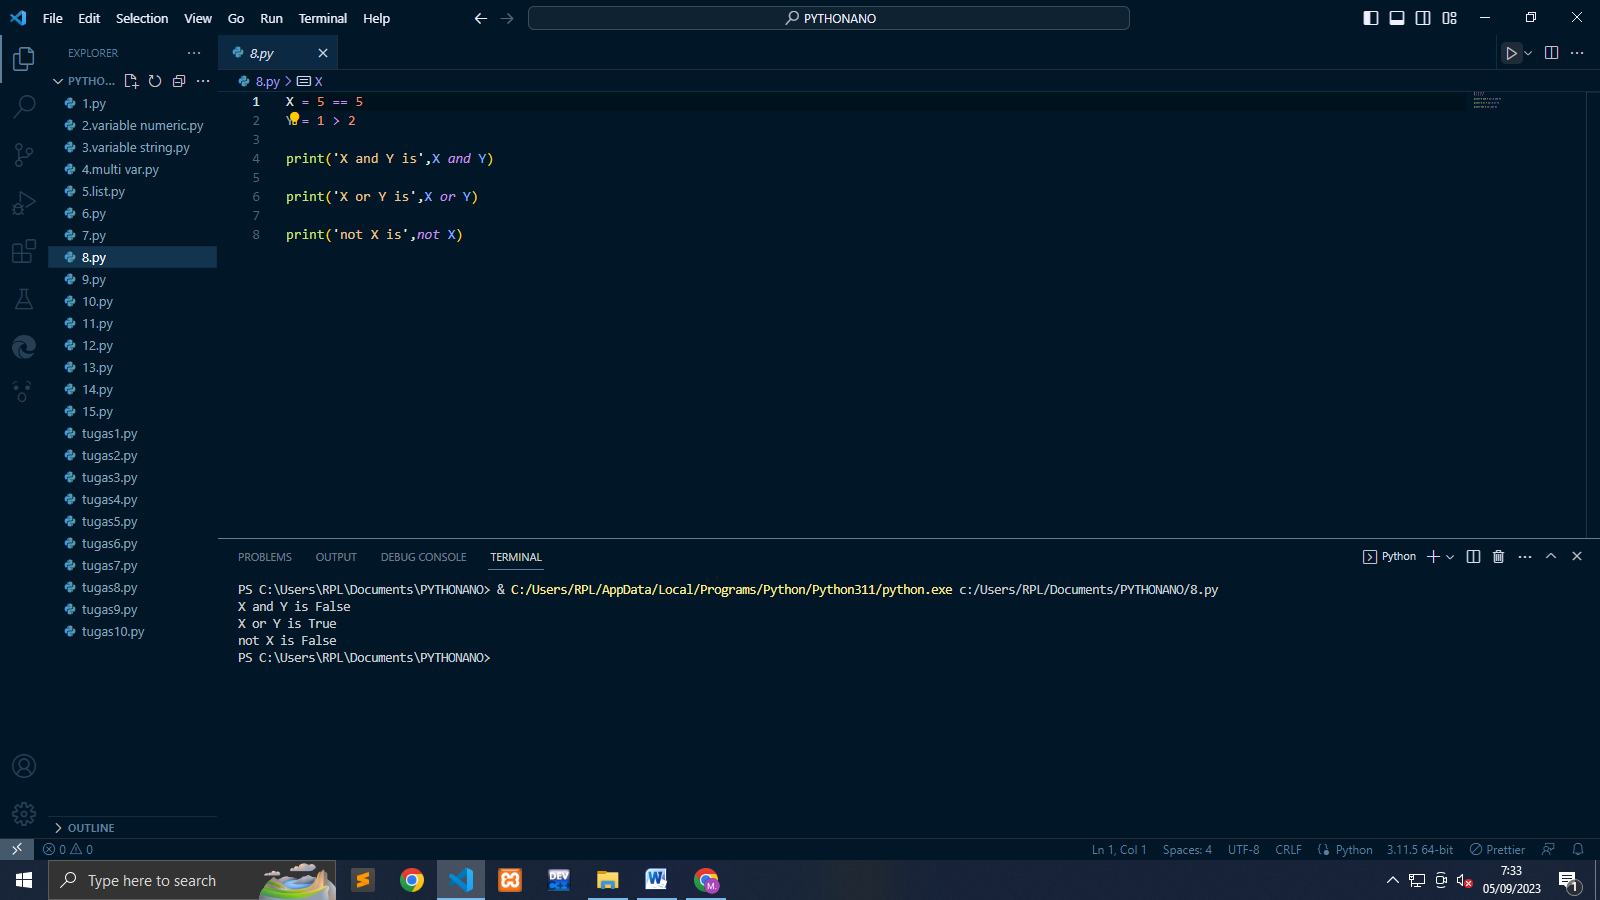 File Edit Selection View Go Run Terminal Help
PYTHONANO
EXPLORER
PYTHO...
1.py
2.variable numeric.py
3.variable string.py
4.multi var.py
5.list.py
6.py
7.py
8.py
9.py
10.py
11.py
12.py
13.py
14.py
15.py
tugas1.py
tugas2.py
tugas3.py
tugas4.py
tugas5.py
tugas6.py
tugas7.py
tugas8.py
tugas9.py
tugas10.py
OUTLINE
8.py
8.py > X
1 X = 5 == 5
2 Y = 1 > 2
3
4 print('X and Y is',X and Y)
5
6 print('X or Y is',X or Y)
7
8 print('not X is',not X)
PROBLEMS OUTPUT DEBUG CONSOLE TERMINAL
Python
PS C:\Users\RPL\Documents\PYTHONANO> & C:/Users/RPL/AppData/Local/Programs/Python/Python311/python.exe c:/Users/RPL/Documents/PYTHONANO/8.py
X and Y is False
X or Y is True
not X is False
PS C:\Users\RPL\Documents\PYTHONANO>
0 0
Ln 1, Col 1 Spaces: 4 UTF-8 CRLF Python 3.11.5 64-bit Prettier
Type here to search
DEV
M.
7:33
05/09/2023
1